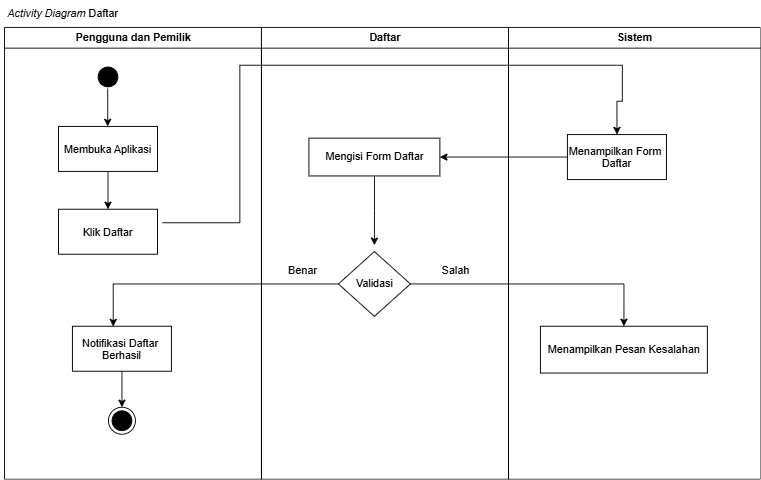 Activity Diagram Daftar
Pengguna dan Pemilik
Daftar
Sistem
Membuka Aplikasi
Mengisi Form Daftar
Menampilkan Form
Daftar
Klik Daftar
Benar
Salah
Validasi
Notifikasi Daftar
Berhasil
Menampilkan Pesan Kesalahan